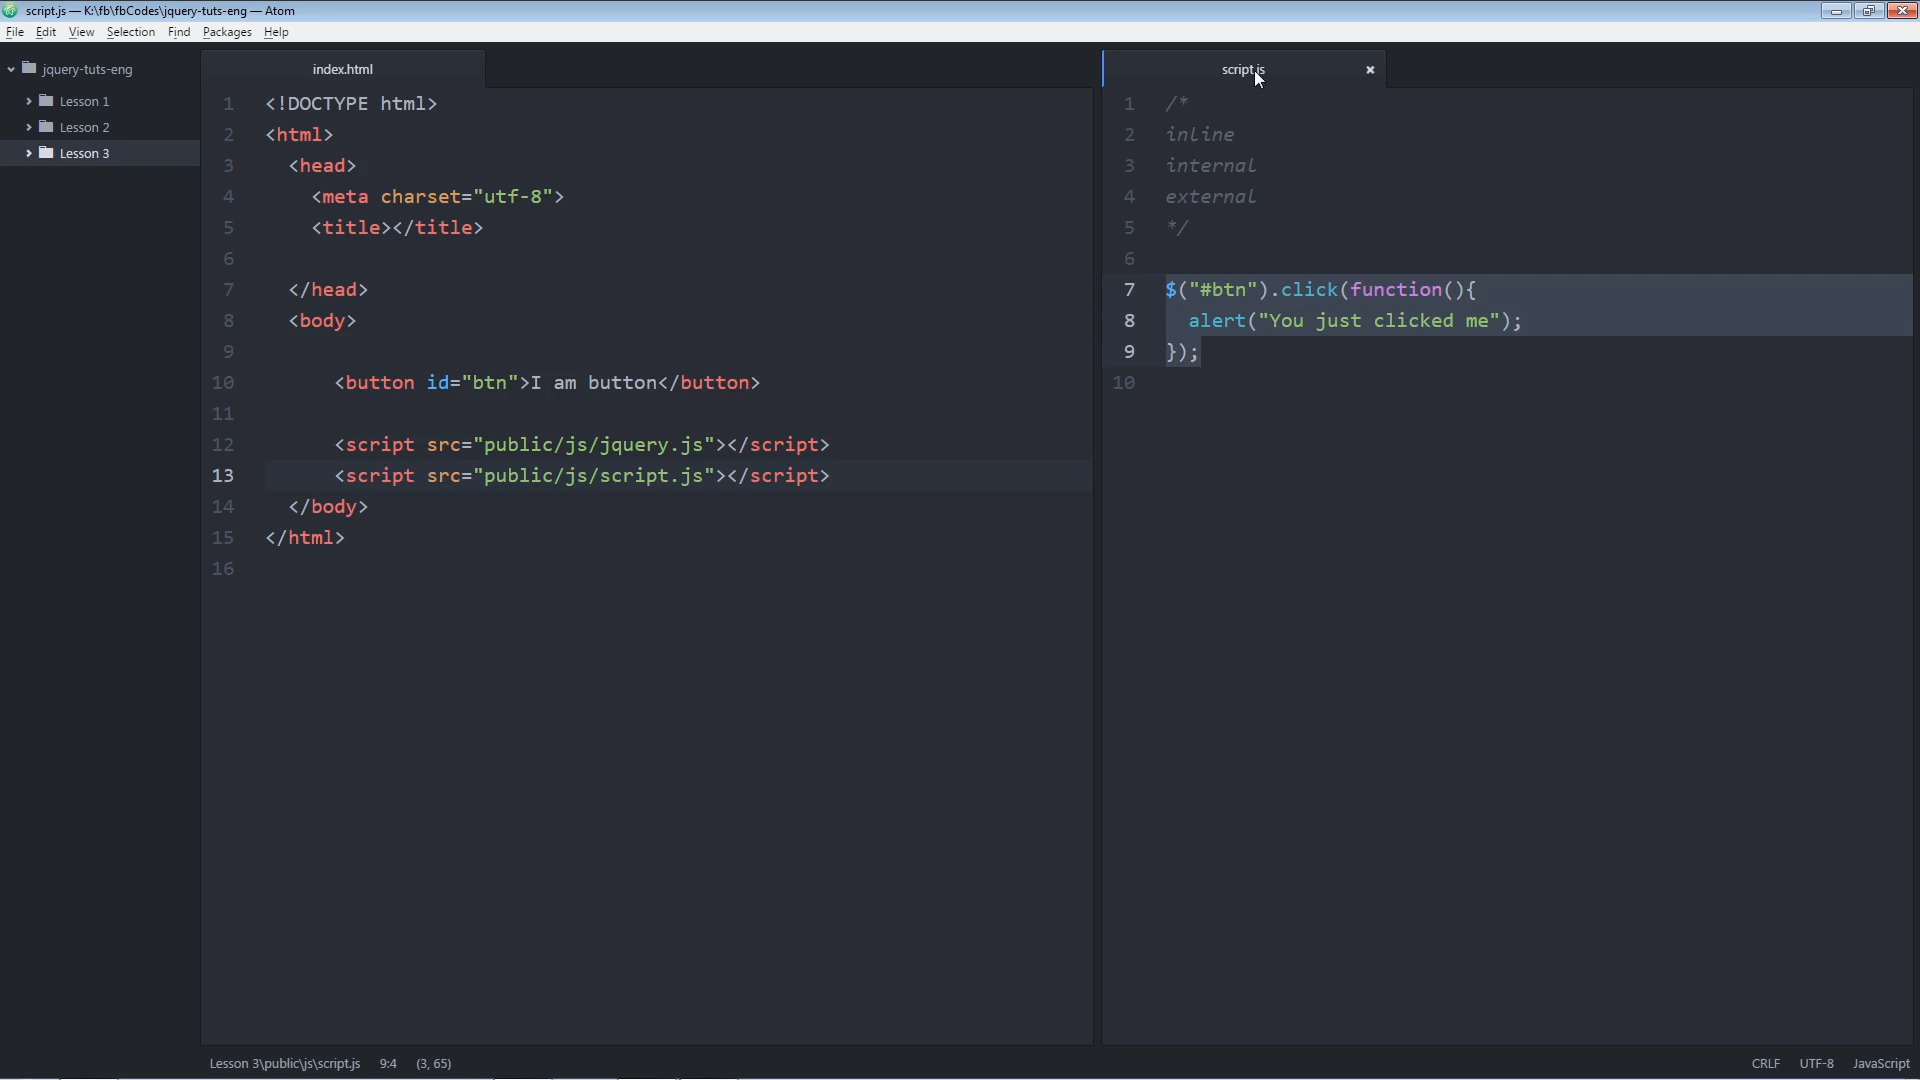 script.js — K:\fb\fbCodes\jquery-tuts-eng — Atom
File Edit View Selection Find Packages Help
jquery-tuts-eng
Lesson 1
Lesson 2
Lesson 3
index.html
1 <!DOCTYPE html>
2 <html>
3 <head>
4 <meta charset="utf-8">
5 <title></title>
6
7 </head>
8 <body>
9
10 <button id="btn">I am button</button>
11
12 <script src="public/js/jquery.js"></script>
13 <script src="public/js/script.js"></script>
14 </body>
15 </html>
16
script.js
1 /*
2 inline
3 internal
4 external
5 */
6
7 $("#btn").click(function(){
8 alert("You just clicked me");
9 });
10
Lesson 3\public\js\script.js 9:4 (3, 65)
CRLF UTF-8 JavaScript